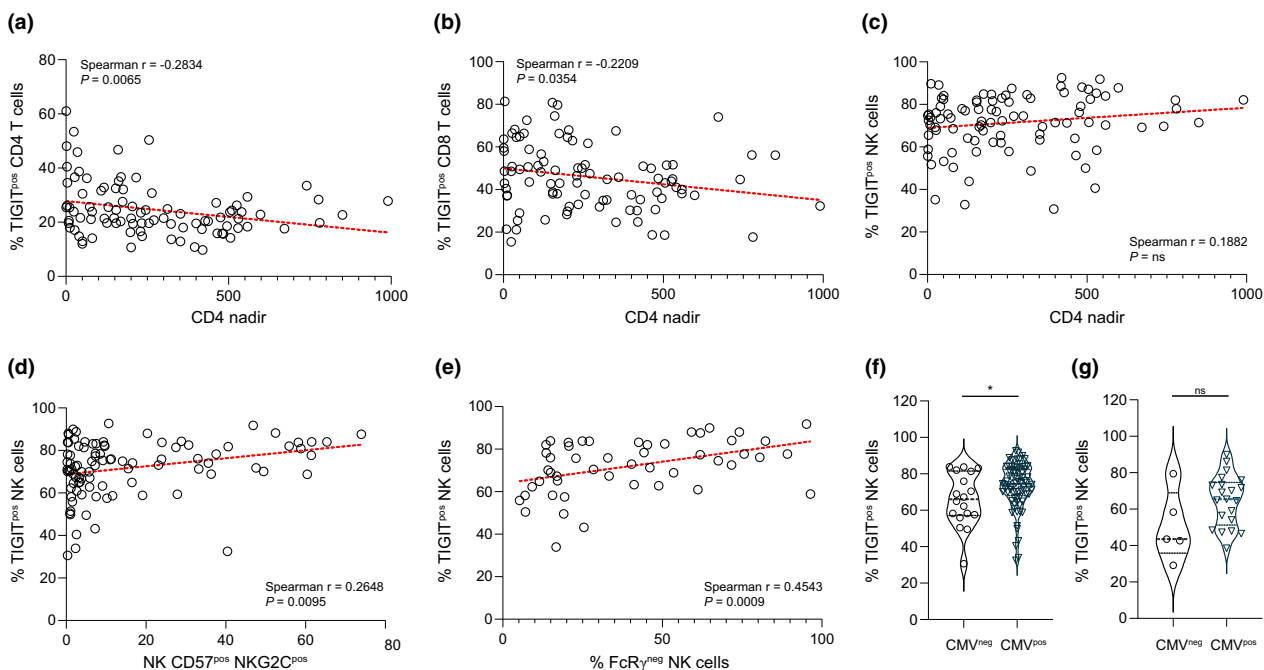 (a)
Spearman r = -0.2834
P = 0.0065
% TIGITpos CD4 T cells
80
60
40
20
0
0
500
1000
CD4 nadir
(b)
Spearman r = -0.2209
P = 0.0354
% TIGITpos CD8 T cells
100
80
60
40
20
0
0
500
1000
CD4 nadir
(c)
% TIGITpos NK cells
100
80
60
40
20
0
Spearman r = 0.1882
P = ns
0
500
1000
CD4 nadir
(d)
% TIGITpos NK cells
100
80
60
40
20
0
Spearman r = 0.2648
P = 0.0095
0
20
40
60
80
NK CD57pos NKG2Cpos
(e)
% TIGITpos NK cells
100
80
60
40
20
0
Spearman r = 0.4543
P = 0.0009
0
50
100
% FcRγneg NK cells
(f)
% TIGITpos NK cells
120
100
80
60
40
20
0
*
CMVneg
CMVpos
(g)
% TIGITpos NK cells
120
100
80
60
40
20
0
ns
CMVneg
CMVpos